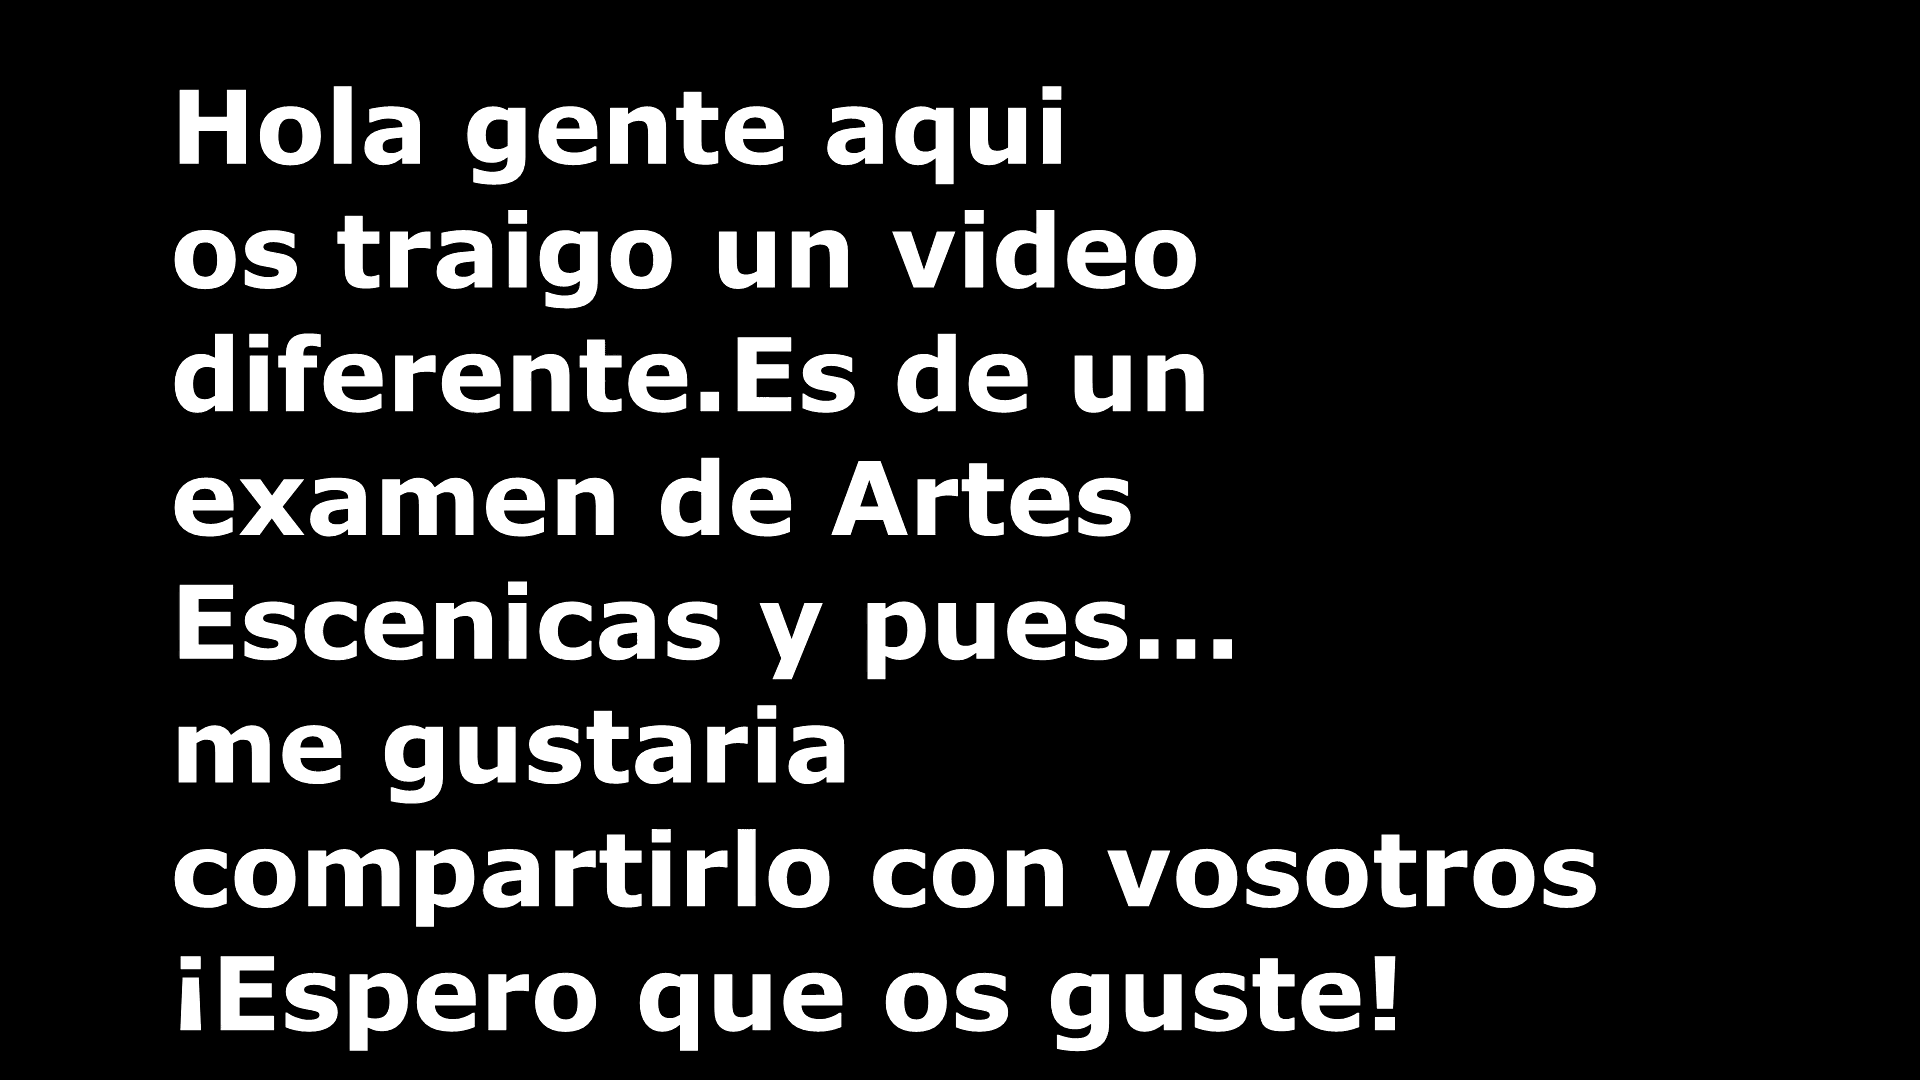 Hola gente aqui
os traigo un video
diferente.Es de un
examen de Artes
Escenicas y pues...
me gustaria
compartirlo con vosotros
¡Espero que os guste!